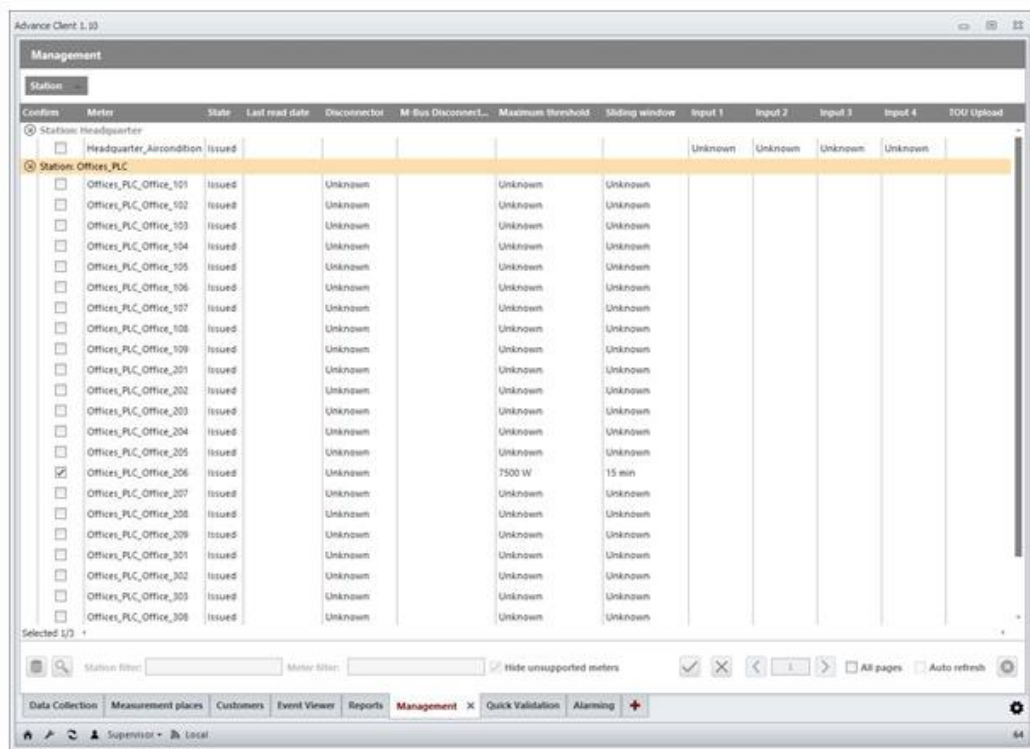 Advance Client 1.10
Management
Station
Confirm Meter State Last read date Disconnector M-Bus Disconnect... Maximum threshold Sliding window Input 1 Input 2 Input 3 Input 4 TOU Upload
Station: Headquarter
Headquarter_Aircondition Issued Unknown Unknown Unknown Unknown
Station: Offices_PLC
Offices_PLC_Office_101 Issued Unknown Unknown Unknown
Offices_PLC_Office_102 Issued Unknown Unknown Unknown
Offices_PLC_Office_103 Issued Unknown Unknown Unknown
Offices_PLC_Office_104 Issued Unknown Unknown Unknown
Offices_PLC_Office_105 Issued Unknown Unknown Unknown
Offices_PLC_Office_106 Issued Unknown Unknown Unknown
Offices_PLC_Office_107 Issued Unknown Unknown Unknown
Offices_PLC_Office_108 Issued Unknown Unknown Unknown
Offices_PLC_Office_109 Issued Unknown Unknown Unknown
Offices_PLC_Office_201 Issued Unknown Unknown Unknown
Offices_PLC_Office_202 Issued Unknown Unknown Unknown
Offices_PLC_Office_203 Issued Unknown Unknown Unknown
Offices_PLC_Office_204 Issued Unknown Unknown Unknown
Offices_PLC_Office_205 Issued Unknown Unknown Unknown
Offices_PLC_Office_206 Issued Unknown 7500 W 15 min
Offices_PLC_Office_207 Issued Unknown Unknown Unknown
Offices_PLC_Office_208 Issued Unknown Unknown Unknown
Offices_PLC_Office_209 Issued Unknown Unknown Unknown
Offices_PLC_Office_301 Issued Unknown Unknown Unknown
Offices_PLC_Office_302 Issued Unknown Unknown Unknown
Offices_PLC_Office_303 Issued Unknown Unknown Unknown
Offices_PLC_Office_308 Issued Unknown Unknown Unknown
Selected 1/3
Station filter: Meter filter: Hide unsupported meters 1 All pages Auto refresh
Data Collection Measurement places Customers Event Viewer Reports Management Quick Validation Alarming
Supervisor Local 64